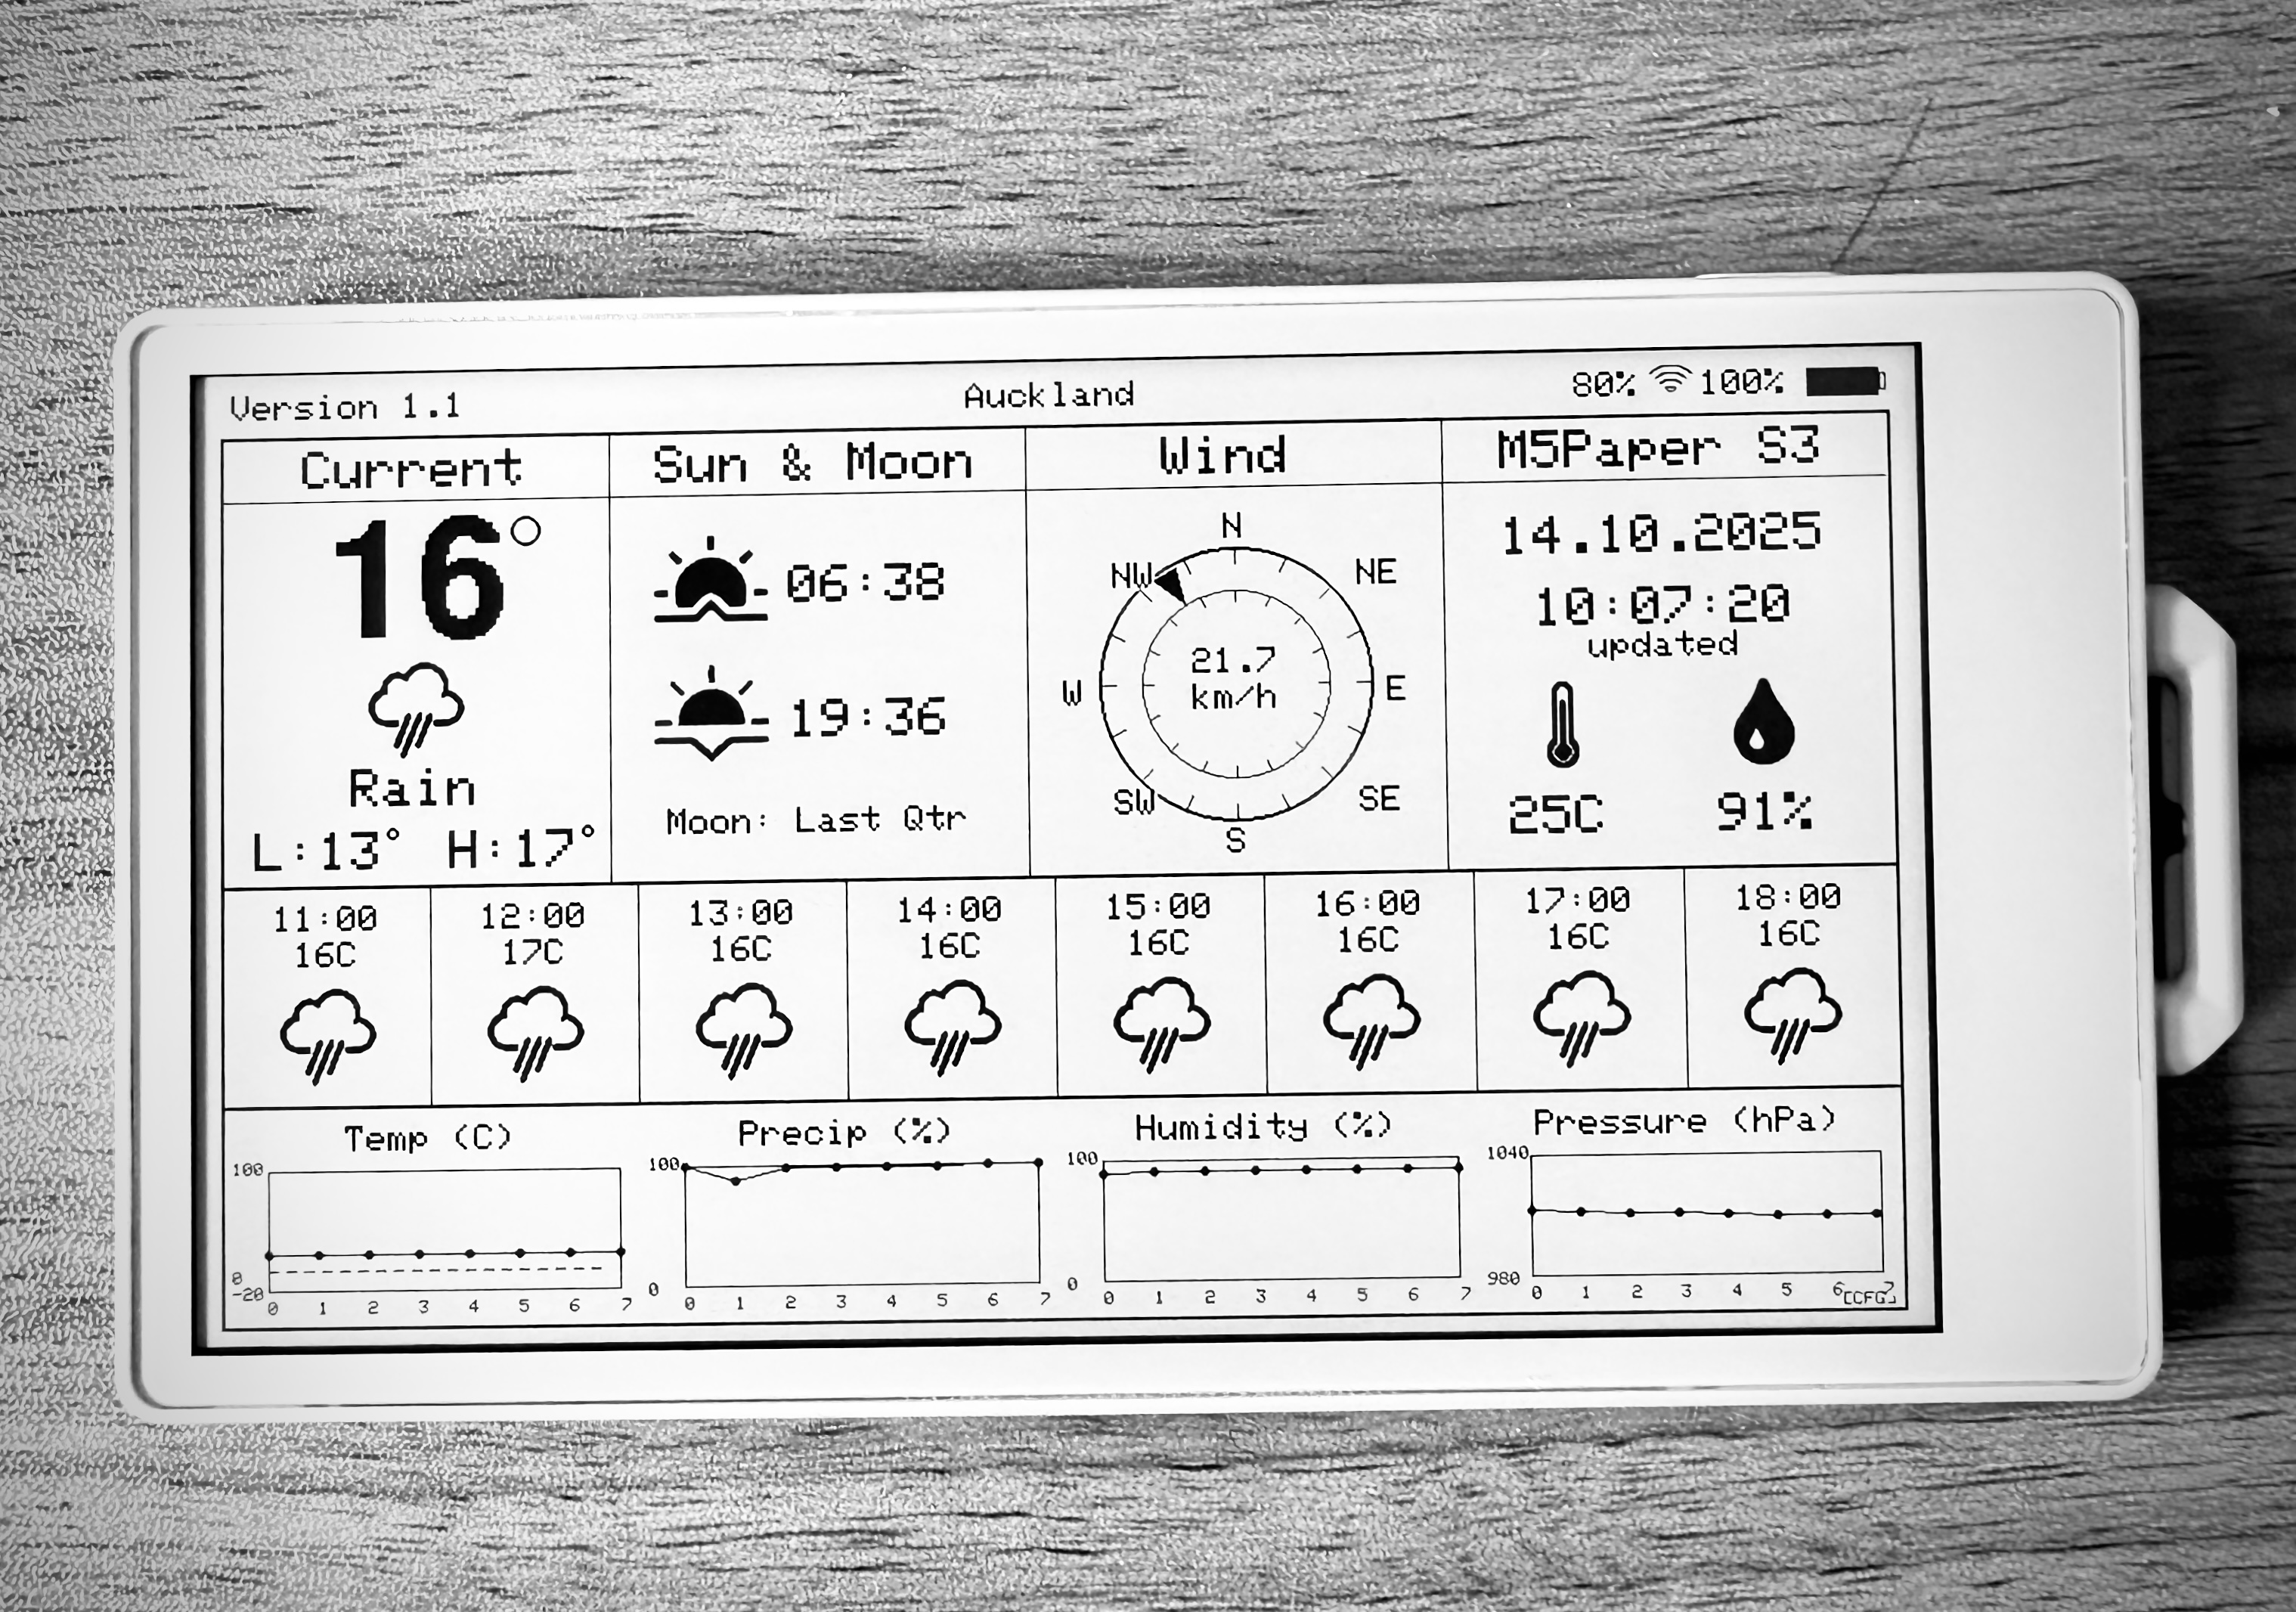 Version 1.1
Auckland
80% 100%
Current
Sun & Moon
Wind
M5Paper S3
16°
Rain
L:13° H:17°
06:38
19:36
Moon: Last Qtr
N
NW
NE
W
E
SW
SE
S
21.7
km/h
14.10.2025
10:07:20
updated
25C
91%
11:00
16C
12:00
17C
13:00
16C
14:00
16C
15:00
16C
16:00
16C
17:00
16C
18:00
16C
Temp (C)
100
0
-20
0 1 2 3 4 5 6 7
Precip (%)
100
0
0 1 2 3 4 5 6 7
Humidity (%)
100
0
0 1 2 3 4 5 6 7
Pressure (hPa)
1040
980
0 1 2 3 4 5 6 7
[CFG]